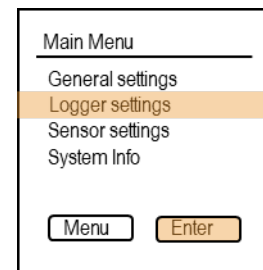 Main Menu
General settings
Logger settings
Sensor settings
System Info
Menu Enter